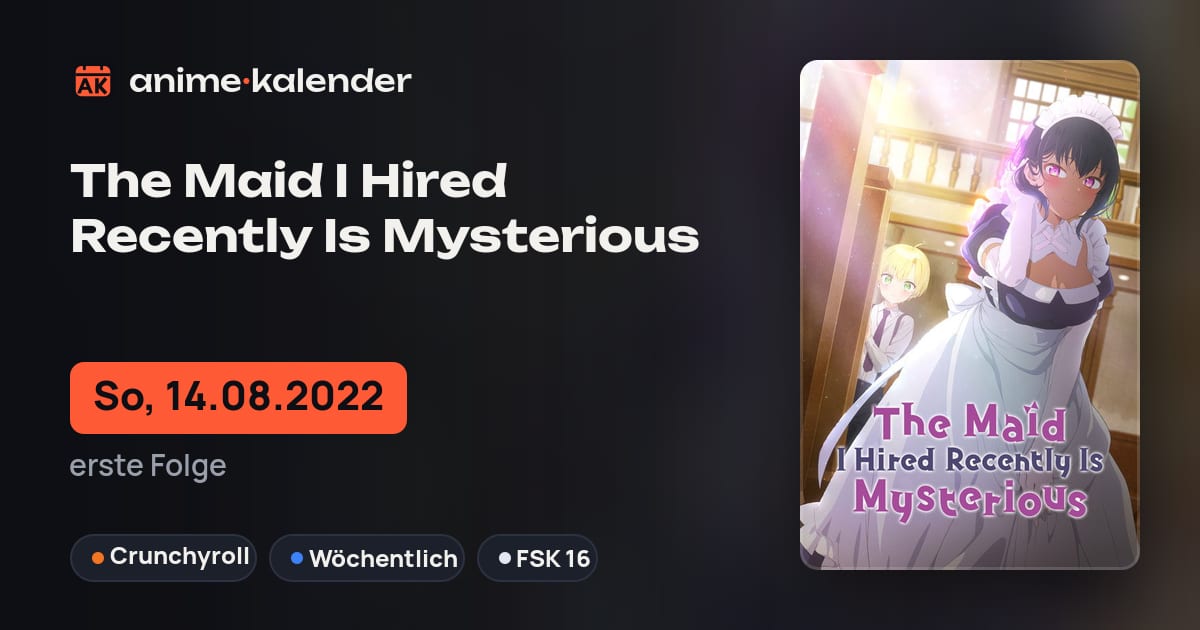 AK anime·kalender
The Maid I Hired
Recently Is Mysterious
So, 14.08.2022
erste Folge
Crunchyroll Wöchentlich FSK 16
The Maid
I Hired Recently Is
Mysterious